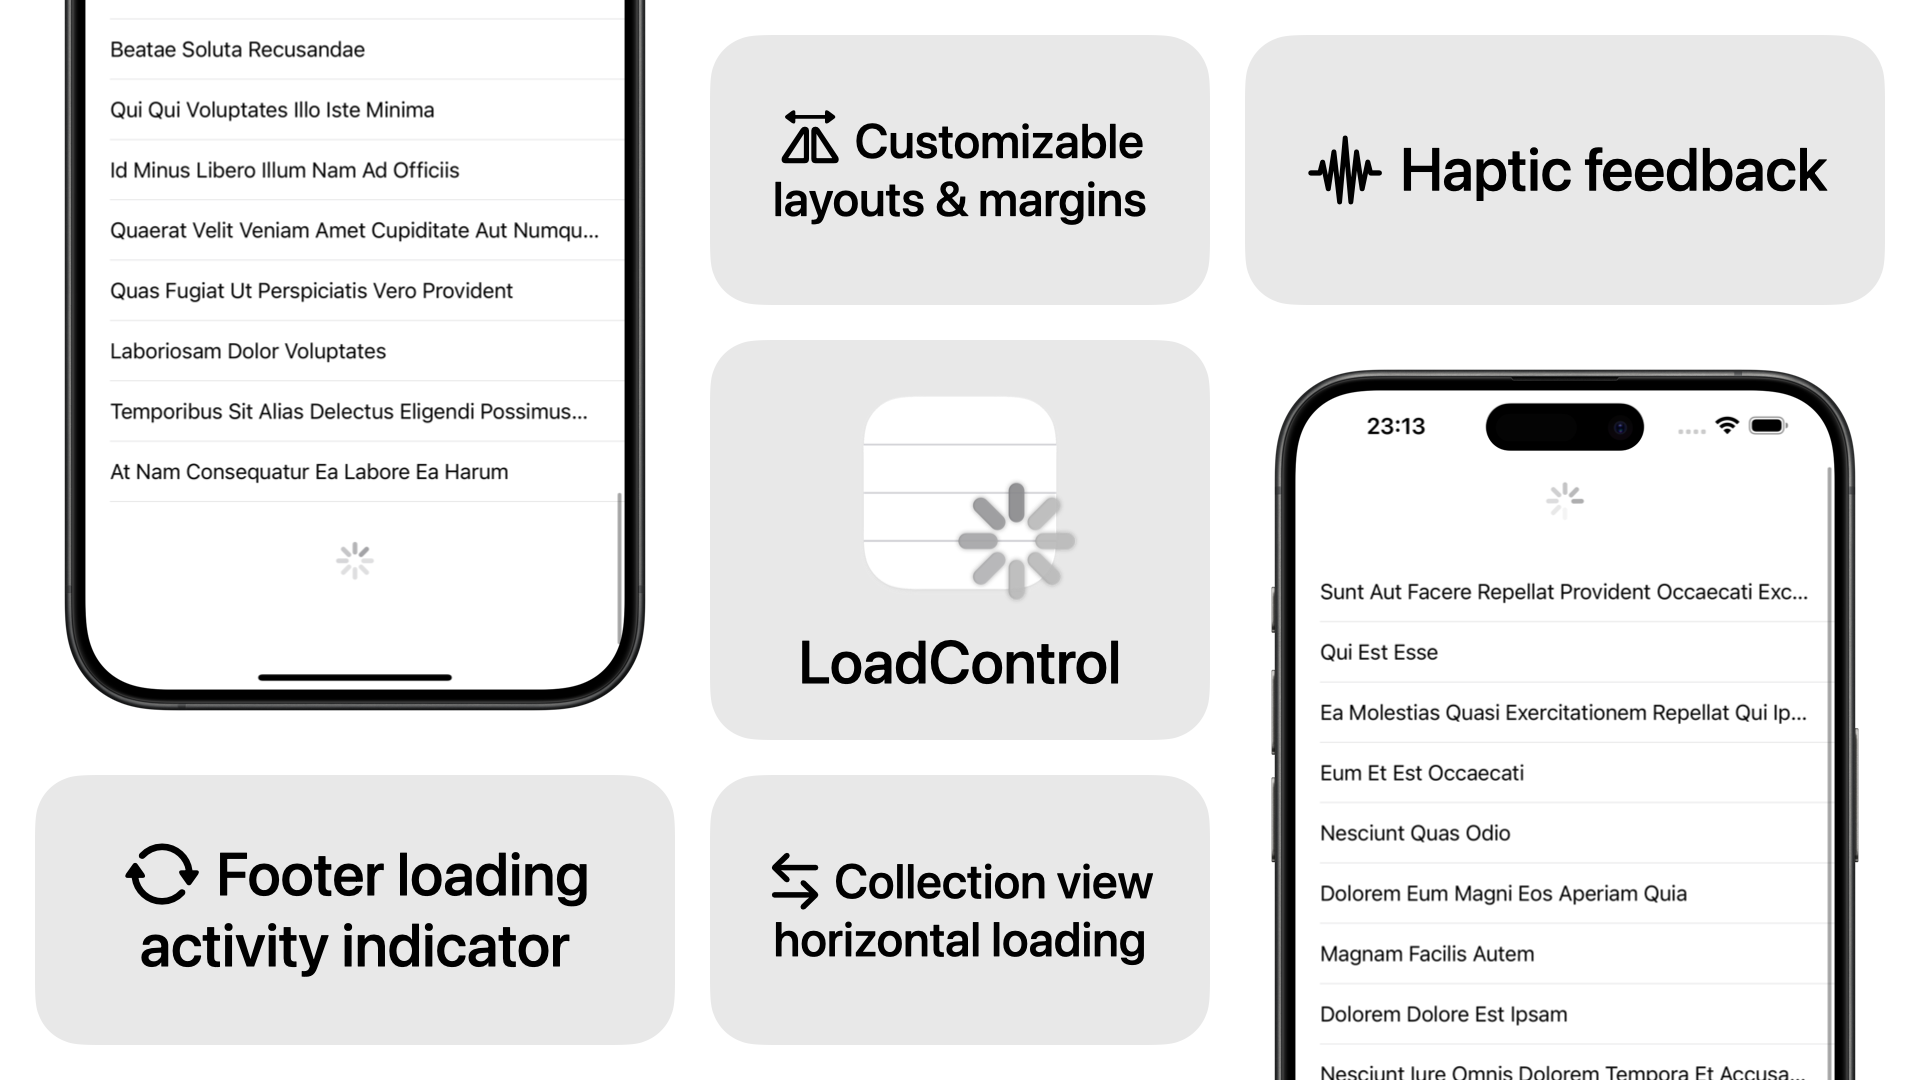 Beatae Soluta Recusandae
Qui Qui Voluptates Illo Iste Minima
Id Minus Libero Illum Nam Ad Officiis
Quaerat Velit Veniam Amet Cupiditate Aut Numqu...
Quas Fugiat Ut Perspiciatis Vero Provident
Laboriosam Dolor Voluptates
Temporibus Sit Alias Delectus Eligendi Possimus...
At Nam Consequatur Ea Labore Ea Harum
Customizable
layouts & margins
Haptic feedback
LoadControl
Footer loading
activity indicator
Collection view
horizontal loading
23:13
Sunt Aut Facere Repellat Provident Occaecati Exc...
Qui Est Esse
Ea Molestias Quasi Exercitationem Repellat Qui Ip...
Eum Et Est Occaecati
Nesciunt Quas Odio
Dolorem Eum Magni Eos Aperiam Quia
Magnam Facilis Autem
Dolorem Dolore Est Ipsam
Nesciunt Iure Omnis Dolorem Tempora Et Accusa...